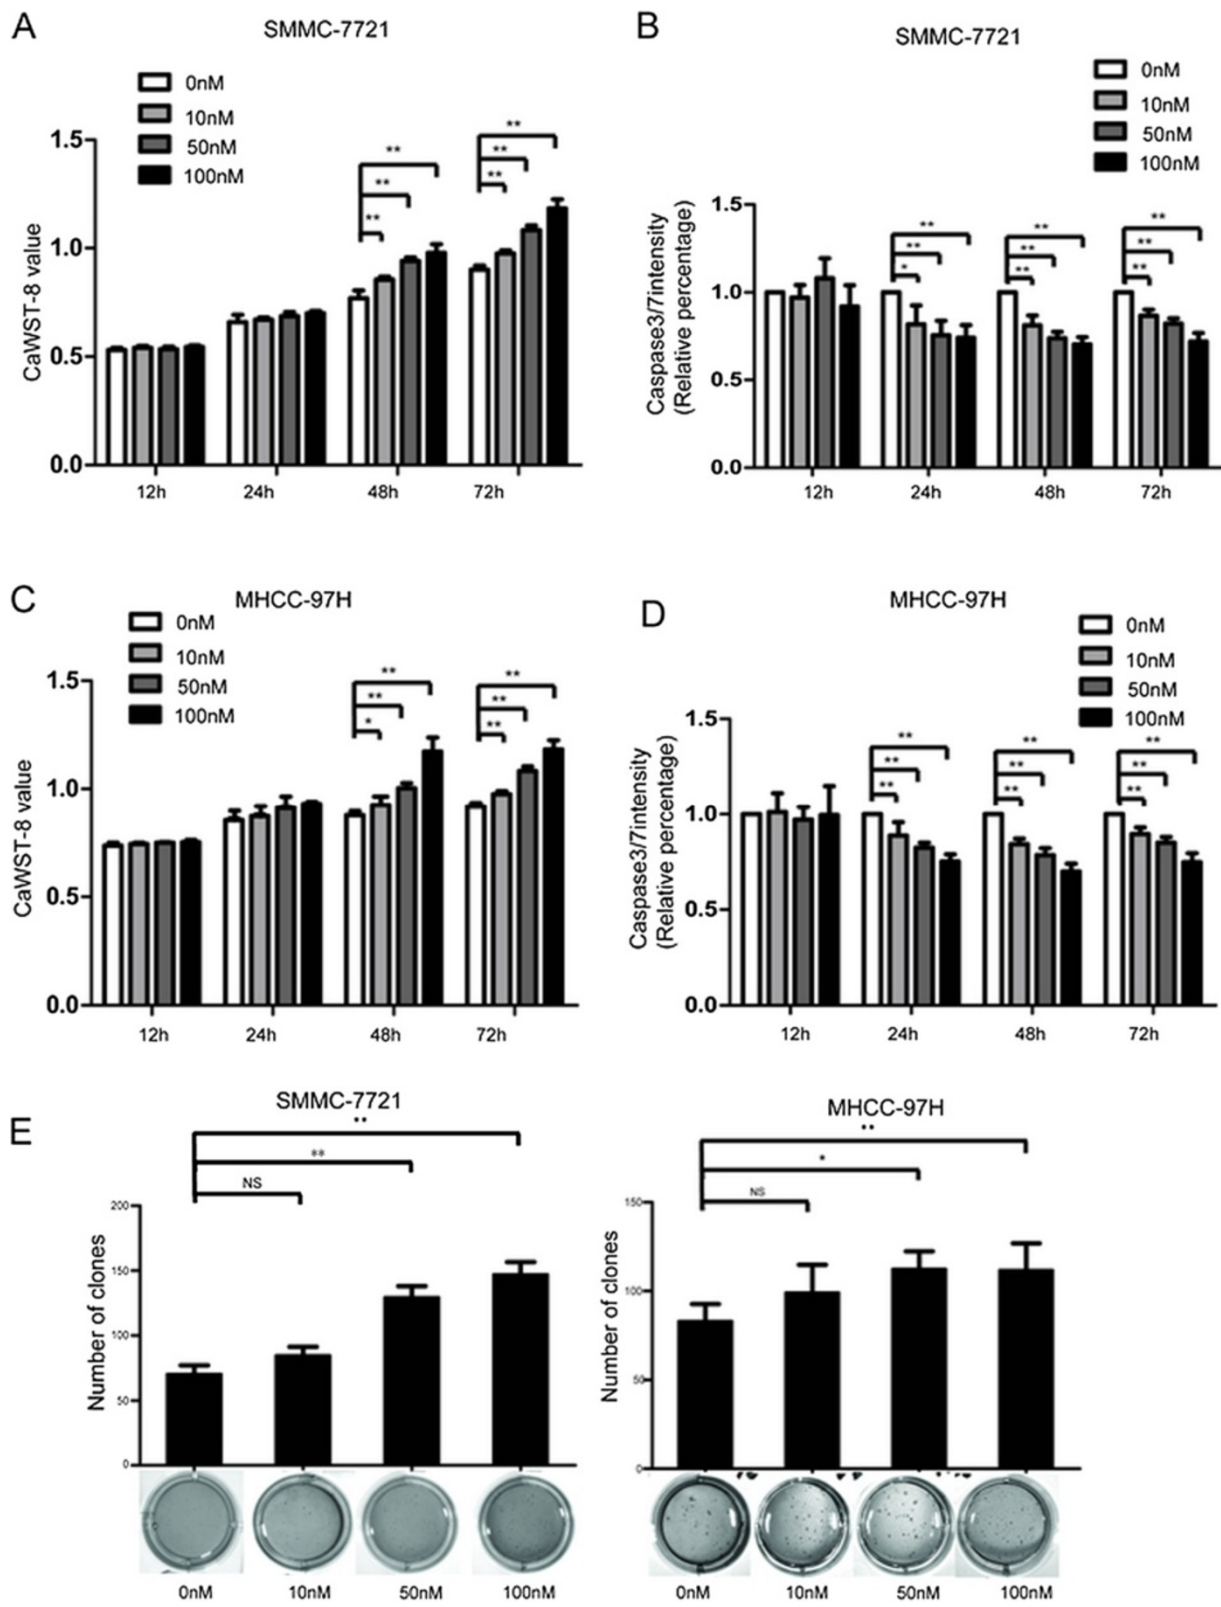 A
SMMC-7721
0nM
10nM
50nM
100nM
CaWST-8 value
1.5
1.0
0.5
0.0
** ** **
** ** **
12h 24h 48h 72h
B
SMMC-7721
0nM
10nM
50nM
100nM
Caspase3/7intensity
(Relative percentage)
1.5
1.0
0.5
0.0
** ** *
** ** **
** ** **
12h 24h 48h 72h
C
MHCC-97H
0nM
10nM
50nM
100nM
CaWST-8 value
1.5
1.0
0.5
0.0
** ** *
** ** **
12h 24h 48h 72h
D
MHCC-97H
0nM
10nM
50nM
100nM
Caspase3/7intensity
(Relative percentage)
1.5
1.0
0.5
0.0
** ** **
** ** **
** ** **
12h 24h 48h 72h
E
SMMC-7721
**
**
NS
Number of clones
200
150
100
50
0
0nM 10nM 50nM 100nM
MHCC-97H
**
*
NS
Number of clones
150
100
50
0
0nM 10nM 50nM 100nM